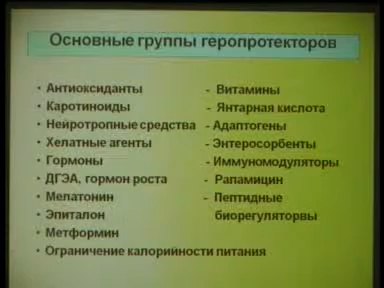 Основные группы геропротекторов
• Антиоксиданты
• Каротиноиды
• Нейротропные средства
• Хелатные агенты
• Гормоны
• ДГЭА, гормон роста
• Мелатонин
• Эпиталон
• Метформин
• Ограничение калорийности питания
- Витамины
- Янтарная кислота
- Адаптогены
- Энтеросорбенты
- Иммуномодуляторы
- Рапамицин
- Пептидные
биорегуляторвы